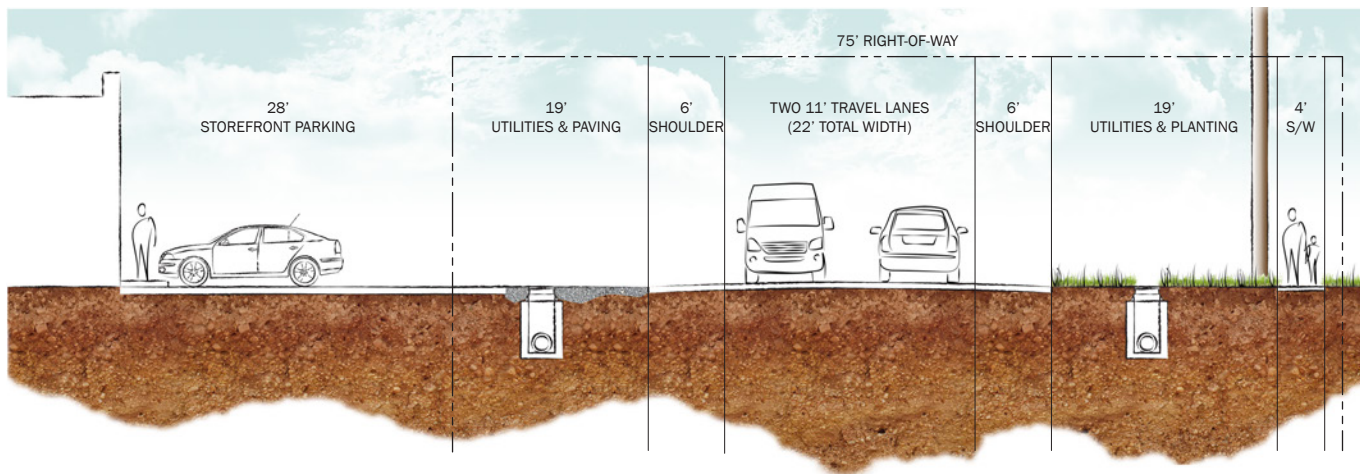 75’ RIGHT-OF-WAY
28’
STOREFRONT PARKING
19’
UTILITIES & PAVING
6’
SHOULDER
TWO 11’ TRAVEL LANES
(22’ TOTAL WIDTH)
6’
SHOULDER
19’
UTILITIES & PLANTING
4’
S/W